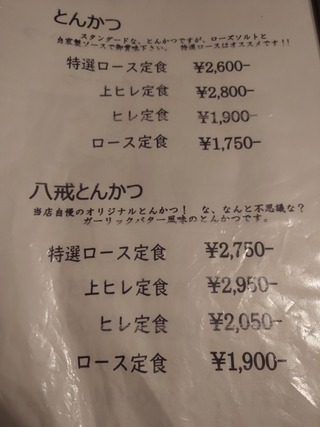 とんかつ
スタンダードな、とんかつですが、ローズソルトと
自家製ソースで御賞味下さい。 特選ロースはオススメです!!
特選ロース定食 ¥2,600-
上ヒレ定食 ¥2,800-
ヒレ定食 ¥1,900-
ロース定食 ¥1,750-
八戒とんかつ
当店自慢のオリジナルとんかつ! な、なんと不思議な?
ガーリックバター風味のとんかつです。
特選ロース定食 ¥2,750-
上ヒレ定食 ¥2,950-
ヒレ定食 ¥2,050-
ロース定食 ¥1,900-